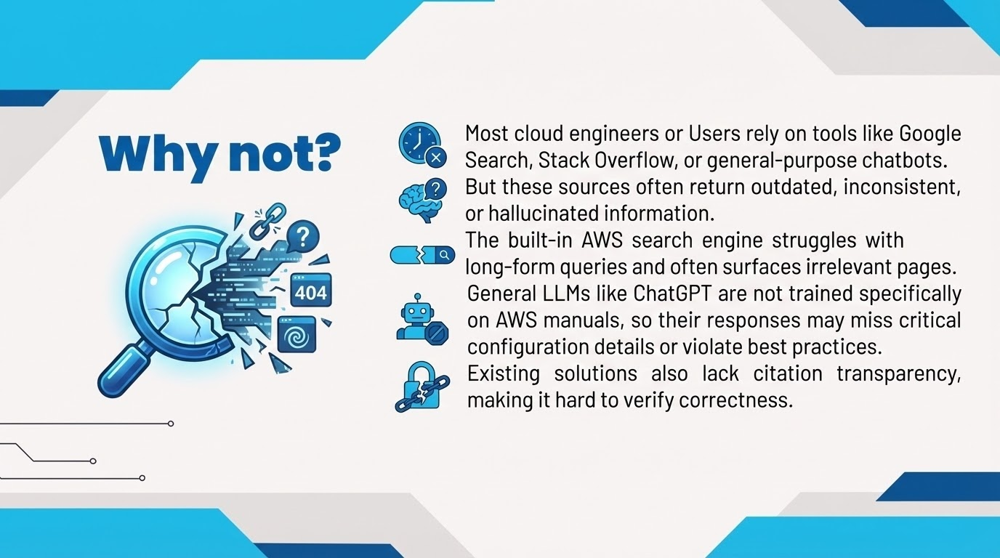 Why not?
?
404
Most cloud engineers or Users rely on tools like Google
Search, Stack Overflow, or general-purpose chatbots.
?
But these sources often return outdated, inconsistent,
or hallucinated information.
The built-in AWS search engine struggles with
long-form queries and often surfaces irrelevant pages.
General LLMs like ChatGPT are not trained specifically
on AWS manuals, so their responses may miss critical
configuration details or violate best practices.
Existing solutions also lack citation transparency,
making it hard to verify correctness.